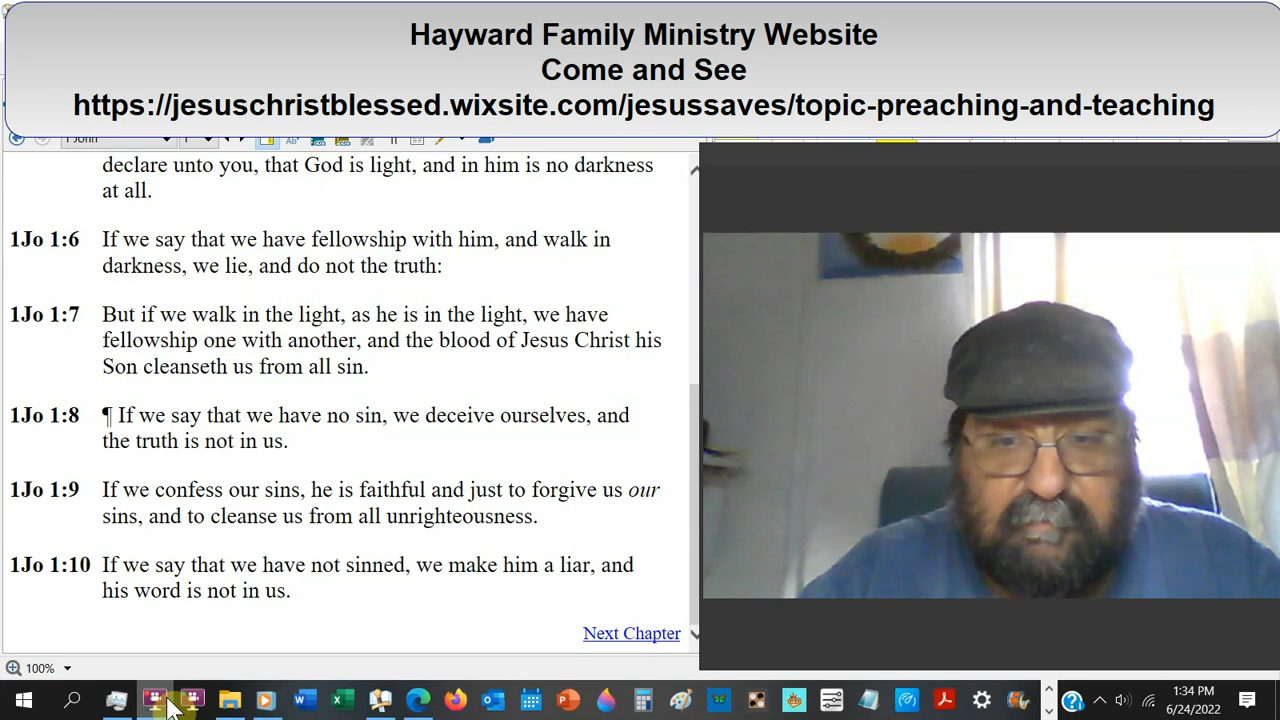 Hayward Family Ministry Website
Come and See
https://jesuschristblessed.wixsite.com/jesussaves/topic-preaching-and-teaching
declare unto you, that God is light, and in him is no darkness
at all.
1Jo 1:6 If we say that we have fellowship with him, and walk in
darkness, we lie, and do not the truth:
1Jo 1:7 But if we walk in the light, as he is in the light, we have
fellowship one with another, and the blood of Jesus Christ his
Son cleanseth us from all sin.
1Jo 1:8 ¶ If we say that we have no sin, we deceive ourselves, and
the truth is not in us.
1Jo 1:9 If we confess our sins, he is faithful and just to forgive us our
sins, and to cleanse us from all unrighteousness.
1Jo 1:10 If we say that we have not sinned, we make him a liar, and
his word is not in us.
Next Chapter
100%
1:34 PM
6/24/2022